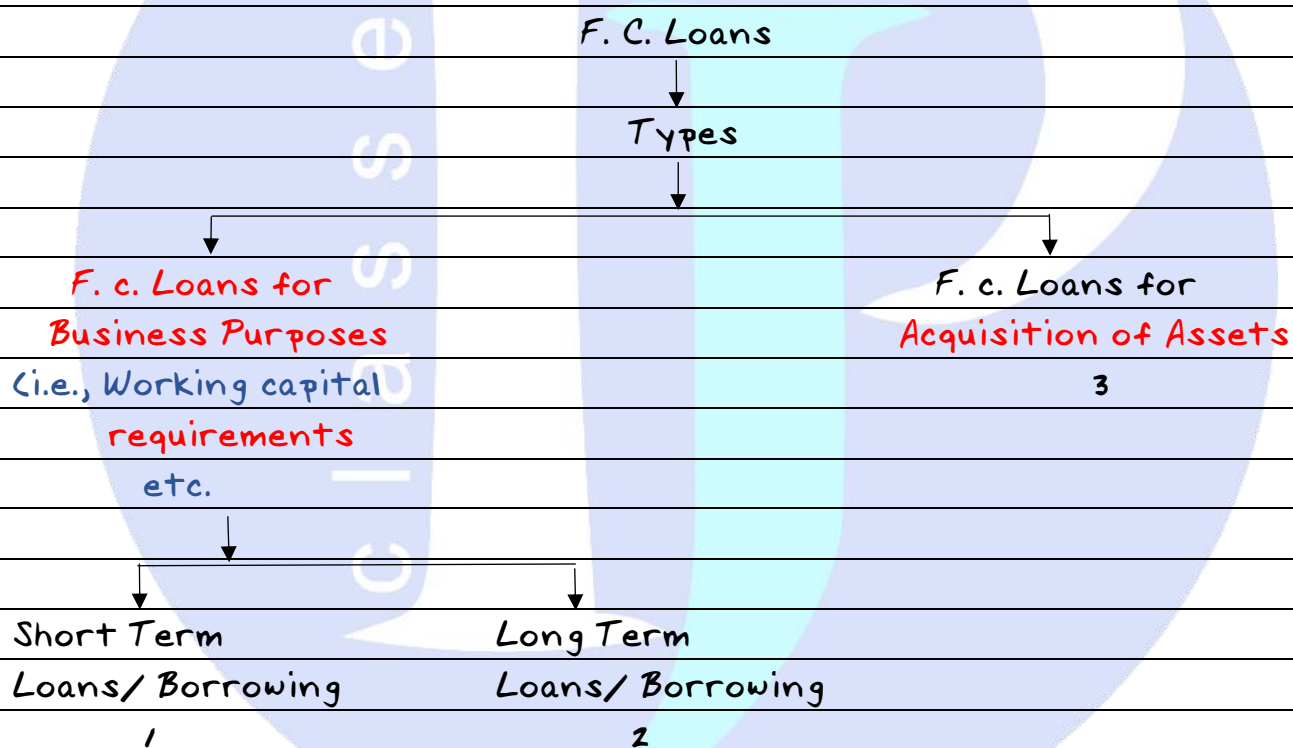 F. C. Loans
Types
F. c. Loans for
Business Purposes
(i.e., Working capital
requirements
etc.
F. c. Loans for
Acquisition of Assets
3
Short Term
Loans/ Borrowing
1
Long Term
Loans/ Borrowing
2
classe